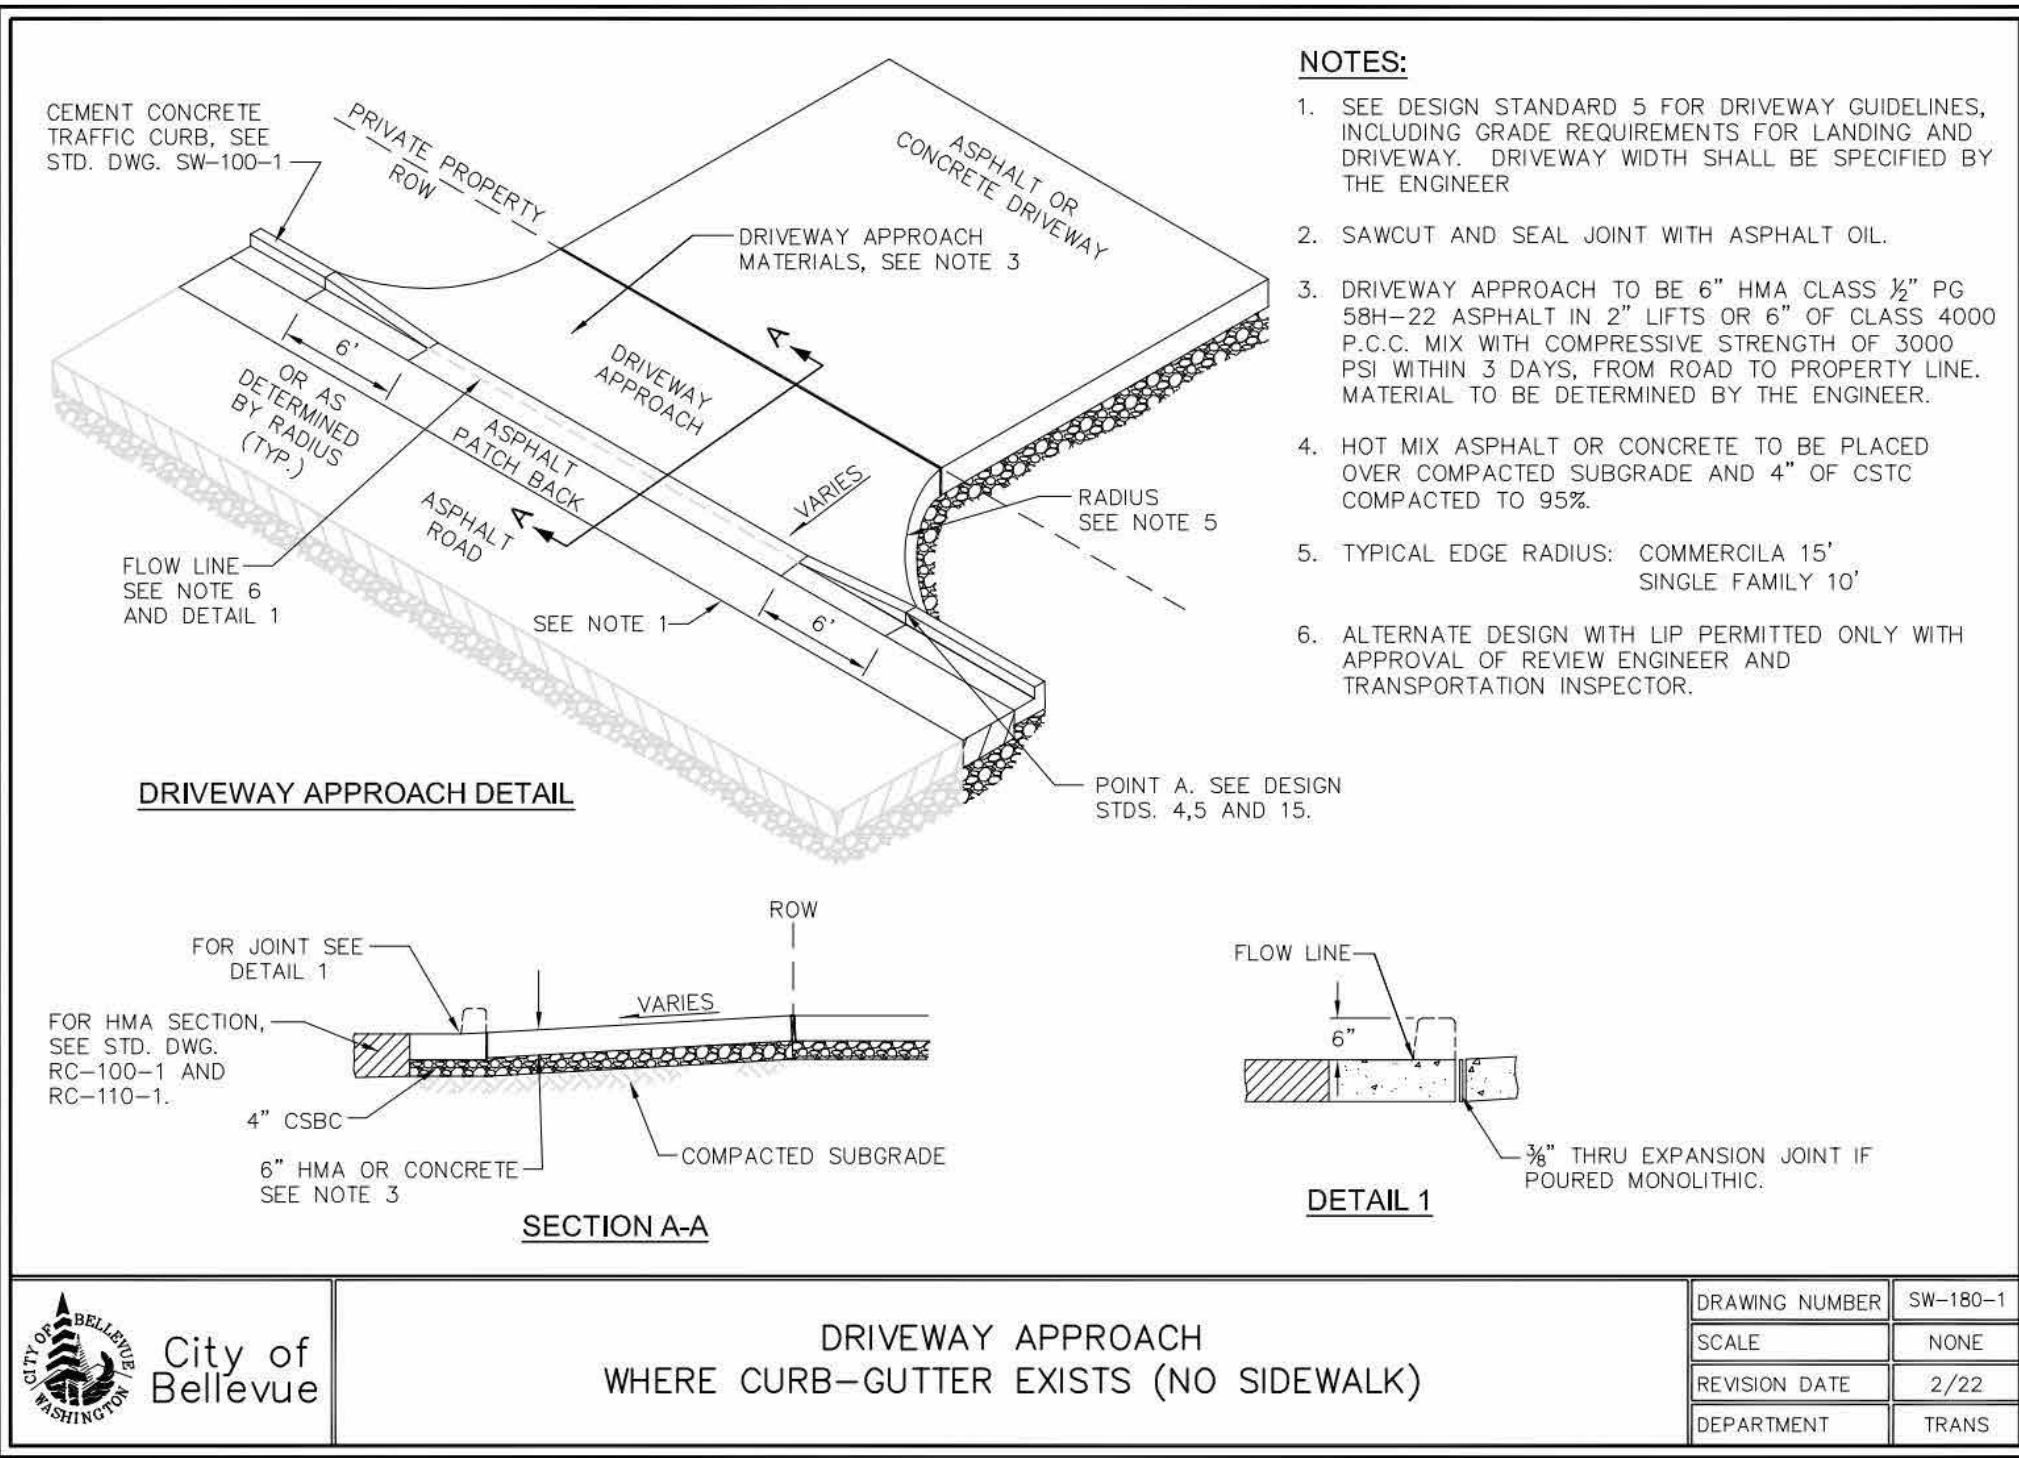 CEMENT CONCRETE
TRAFFIC CURB, SEE
STD. DWG. SW-100-1
PRIVATE PROPERTY
ROW
ASPHALT OR
CONCRETE DRIVEWAY
DRIVEWAY APPROACH
MATERIALS, SEE NOTE 3
A
DRIVEWAY
APPROACH
6'
OR AS
DETERMINED
BY RADIUS
(TYP.)
ASPHALT
PATCH BACK
ASPHALT
ROAD
A
VARIES
RADIUS
SEE NOTE 5
FLOW LINE
SEE NOTE 6
AND DETAIL 1
SEE NOTE 1
6'
POINT A. SEE DESIGN
STDS. 4,5 AND 15.
DRIVEWAY APPROACH DETAIL
NOTES:
1. SEE DESIGN STANDARD 5 FOR DRIVEWAY GUIDELINES,
INCLUDING GRADE REQUIREMENTS FOR LANDING AND
DRIVEWAY. DRIVEWAY WIDTH SHALL BE SPECIFIED BY
THE ENGINEER
2. SAWCUT AND SEAL JOINT WITH ASPHALT OIL.
3. DRIVEWAY APPROACH TO BE 6" HMA CLASS ½" PG
58H-22 ASPHALT IN 2" LIFTS OR 6" OF CLASS 4000
P.C.C. MIX WITH COMPRESSIVE STRENGTH OF 3000
PSI WITHIN 3 DAYS, FROM ROAD TO PROPERTY LINE.
MATERIAL TO BE DETERMINED BY THE ENGINEER.
4. HOT MIX ASPHALT OR CONCRETE TO BE PLACED
OVER COMPACTED SUBGRADE AND 4" OF CSTC
COMPACTED TO 95%.
5. TYPICAL EDGE RADIUS: COMMERCILA 15'
SINGLE FAMILY 10'
6. ALTERNATE DESIGN WITH LIP PERMITTED ONLY WITH
APPROVAL OF REVIEW ENGINEER AND
TRANSPORTATION INSPECTOR.
ROW
FOR JOINT SEE
DETAIL 1
VARIES
FOR HMA SECTION,
SEE STD. DWG.
RC-100-1 AND
RC-110-1.
4" CSBC
6" HMA OR CONCRETE
SEE NOTE 3
COMPACTED SUBGRADE
SECTION A-A
FLOW LINE
6"
⅜" THRU EXPANSION JOINT IF
POURED MONOLITHIC.
DETAIL 1
CITY OF BELLEVUE
WASHINGTON
City of
Bellevue
DRIVEWAY APPROACH
WHERE CURB-GUTTER EXISTS (NO SIDEWALK)
DRAWING NUMBER SW-180-1
SCALE NONE
REVISION DATE 2/22
DEPARTMENT TRANS